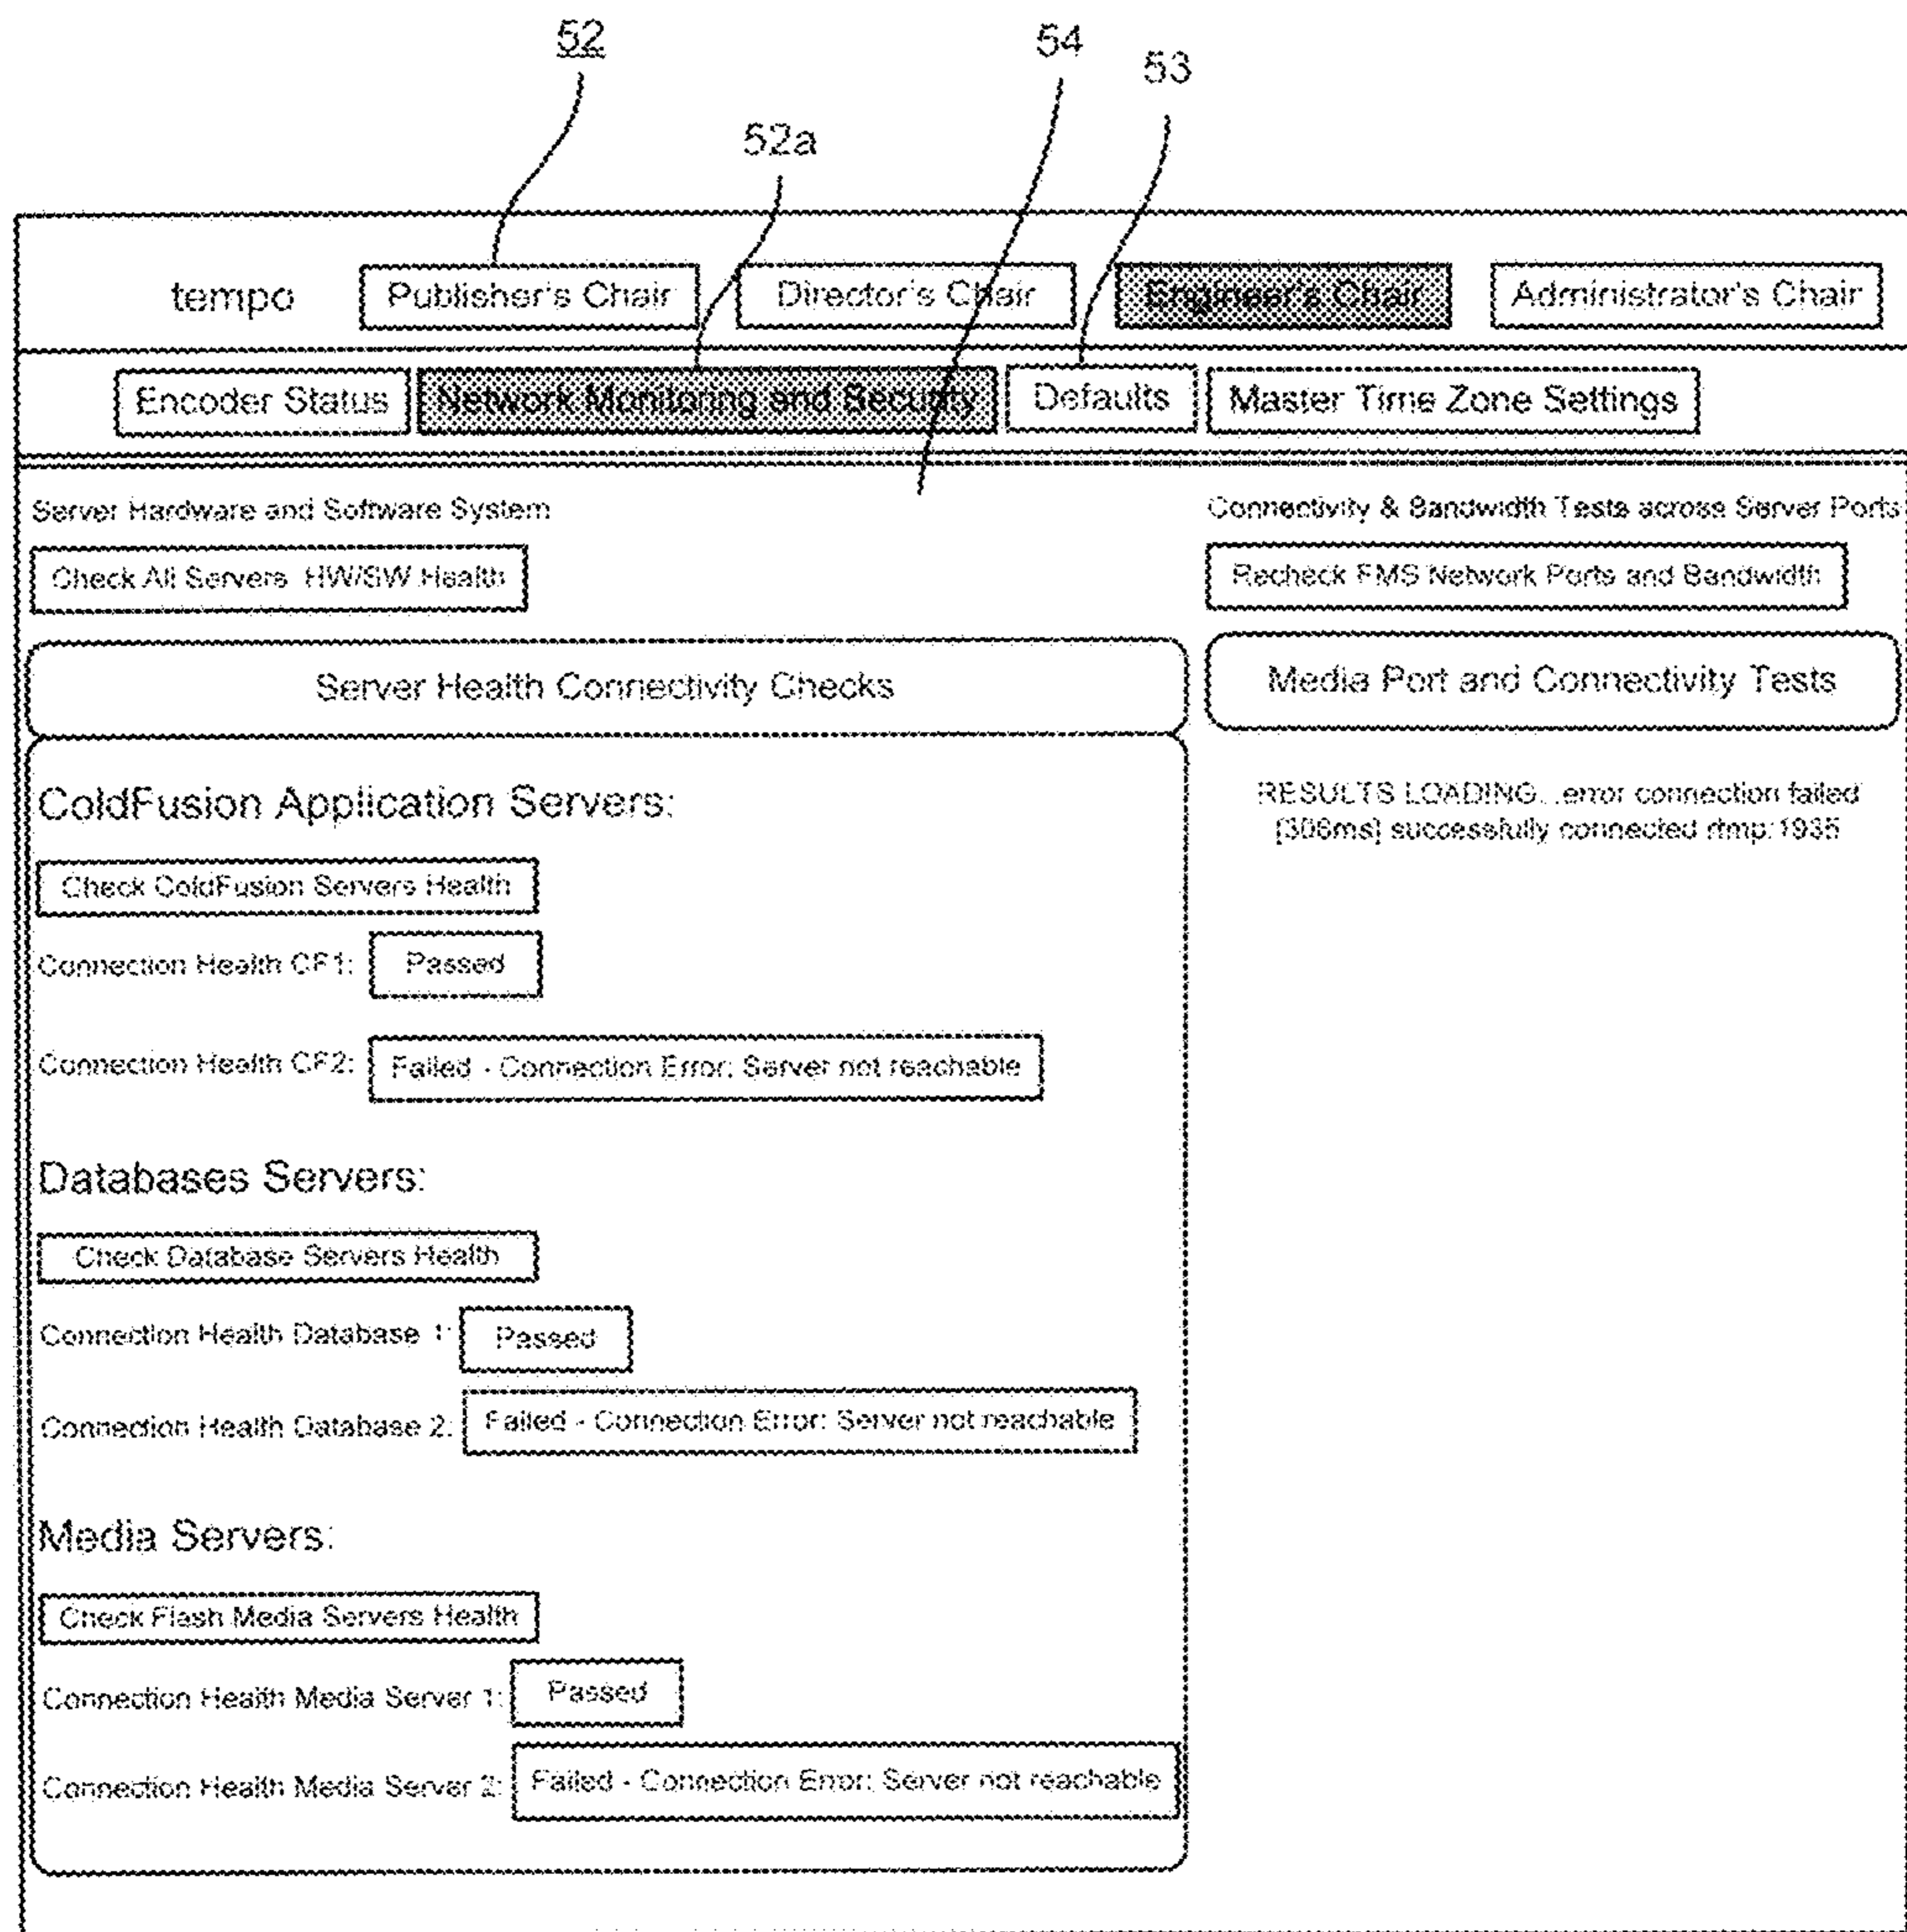 52
54
53
52a
tempo Publisher's Chair Director's Chair Engineer's Chair Administrator's Chair
Encoder Status Network Monitoring and Security Defaults Master Time Zone Settings
Server Hardware and Software System
Connectivity & Bandwidth Tests across Server Ports
Check All Servers HW/SW Health
Recheck FMS Network Ports and Bandwidth
Server Health Connectivity Checks
Media Port and Connectivity Tests
RESULTS LOADING...error connection failed
[306ms] successfully connected rtmp:1935
ColdFusion Application Servers:
Check ColdFusion Servers Health
Connection Health CF1: Passed
Connection Health CF2: Failed - Connection Error: Server not reachable
Databases Servers:
Check Database Servers Health
Connection Health Database 1: Passed
Connection Health Database 2: Failed - Connection Error: Server not reachable
Media Servers:
Check Flash Media Servers Health
Connection Health Media Server 1: Passed
Connection Health Media Server 2: Failed - Connection Error: Server not reachable